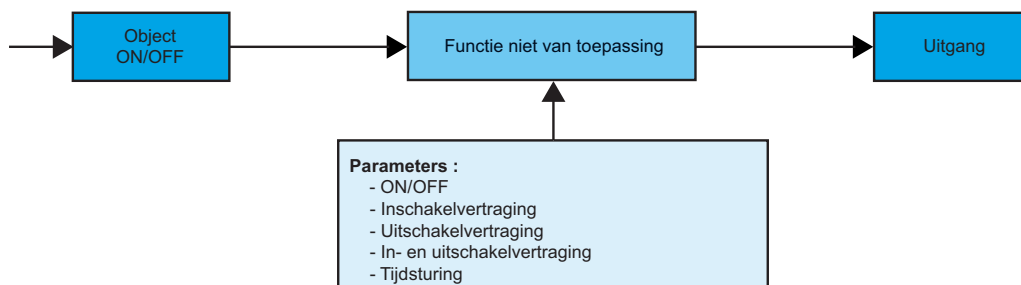 Object
ON/OFF
Functie niet van toepassing
Uitgang
Parameters :
- ON/OFF
- Inschakelvertraging
- Uitschakelvertraging
- In- en uitschakelvertraging
- Tijdsturing